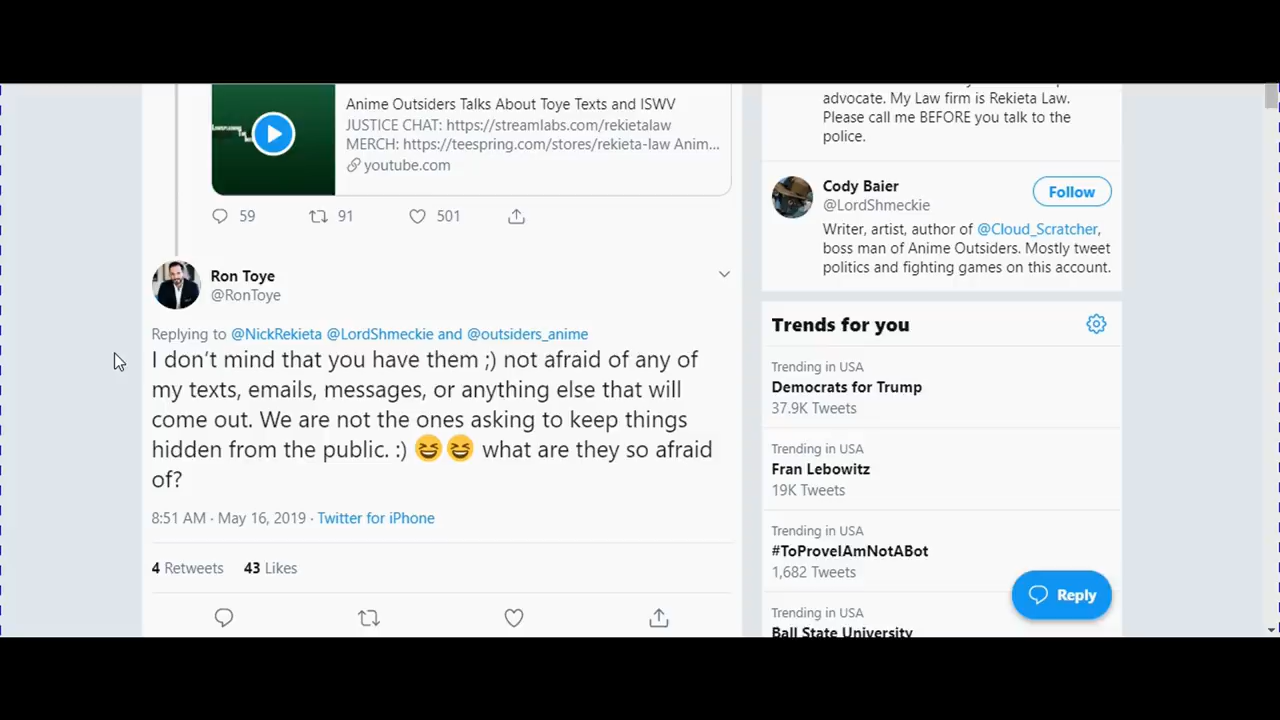 Anime Outsiders Talks About Toye Texts and ISWV
JUSTICE CHAT: https://streamlabs.com/rekietalaw
MERCH: https://teespring.com/stores/rekieta-law Anim...
youtube.com
59 91 501
Ron Toye
@RonToye
Replying to @NickRekieta @LordShmeckie and @outsiders_anime
I don't mind that you have them ;) not afraid of any of
my texts, emails, messages, or anything else that will
come out. We are not the ones asking to keep things
hidden from the public. :) 😆😆 what are they so afraid
of?
8:51 AM · May 16, 2019 · Twitter for iPhone
4 Retweets 43 Likes
advocate. My Law firm is Rekieta Law.
Please call me BEFORE you talk to the
police.
Cody Baier
@LordShmeckie
Follow
Writer, artist, author of @Cloud_Scratcher,
boss man of Anime Outsiders. Mostly tweet
politics and fighting games on this account.
Trends for you
Trending in USA
Democrats for Trump
37.9K Tweets
Trending in USA
Fran Lebowitz
19K Tweets
Trending in USA
#ToProveIAmNotABot
1,682 Tweets
Trending in USA
Ball State University
Reply